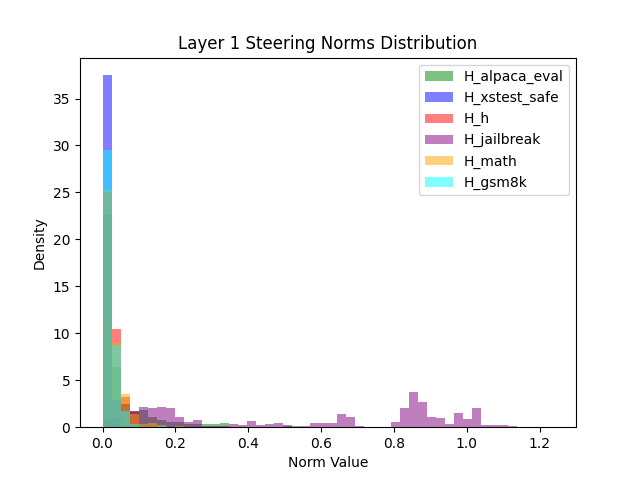 Layer 1 Steering Norms Distribution
H_alpaca_eval
H_xstest_safe
H_h
H_jailbreak
H_math
H_gsm8k
Density
35
30
25
20
15
10
5
0
0.0 0.2 0.4 0.6 0.8 1.0 1.2
Norm Value